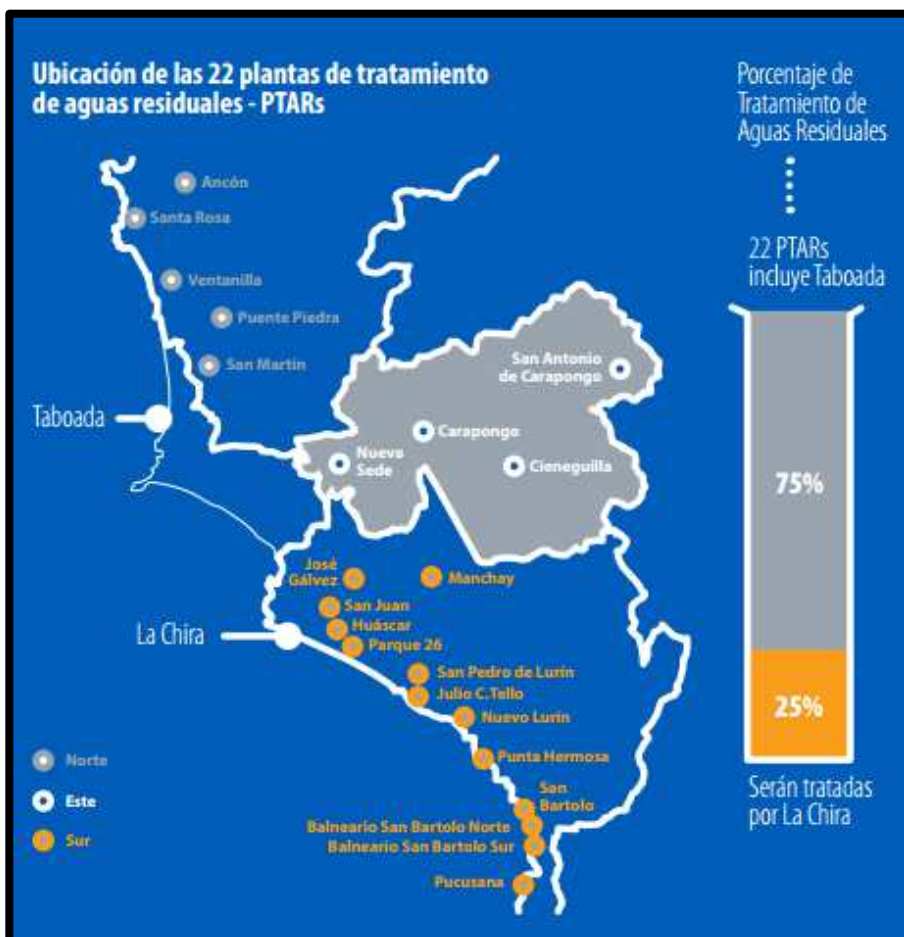 Ubicación de las 22 plantas de tratamiento
de aguas residuales - PTARs
Porcentaje de
Tratamiento de
Aguas Residuales
22 PTARs
incluye Taboada
Ancón
Santa Rosa
Ventanilla
Puente Piedra
San Martín
Taboada
San Antonio
de Carapongo
Carapongo
Nueva
Sede
Cieneguilla
75%
José
Gálvez
Manchay
San Juan
Huáscar
La Chira
Parque 26
San Pedro de Lurín
Julio C.Tello
Nuevo Lurín
25%
Punta Hermosa
Norte
Este
Sur
San
Bartolo
Balneario San Bartolo Norte
Balneario San Bartolo Sur
Pucusana
Serán tratadas
por La Chira